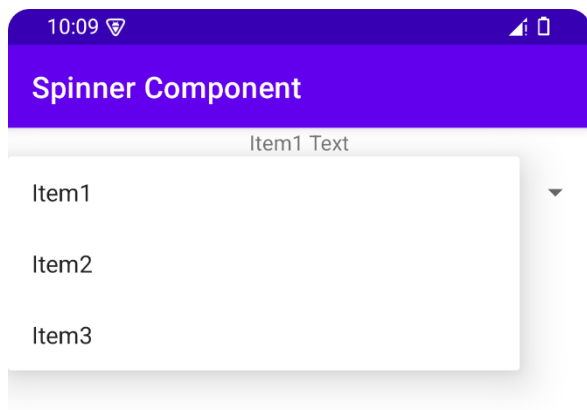 10:09
Spinner Component
Item1 Text
Item1
Item2
Item3